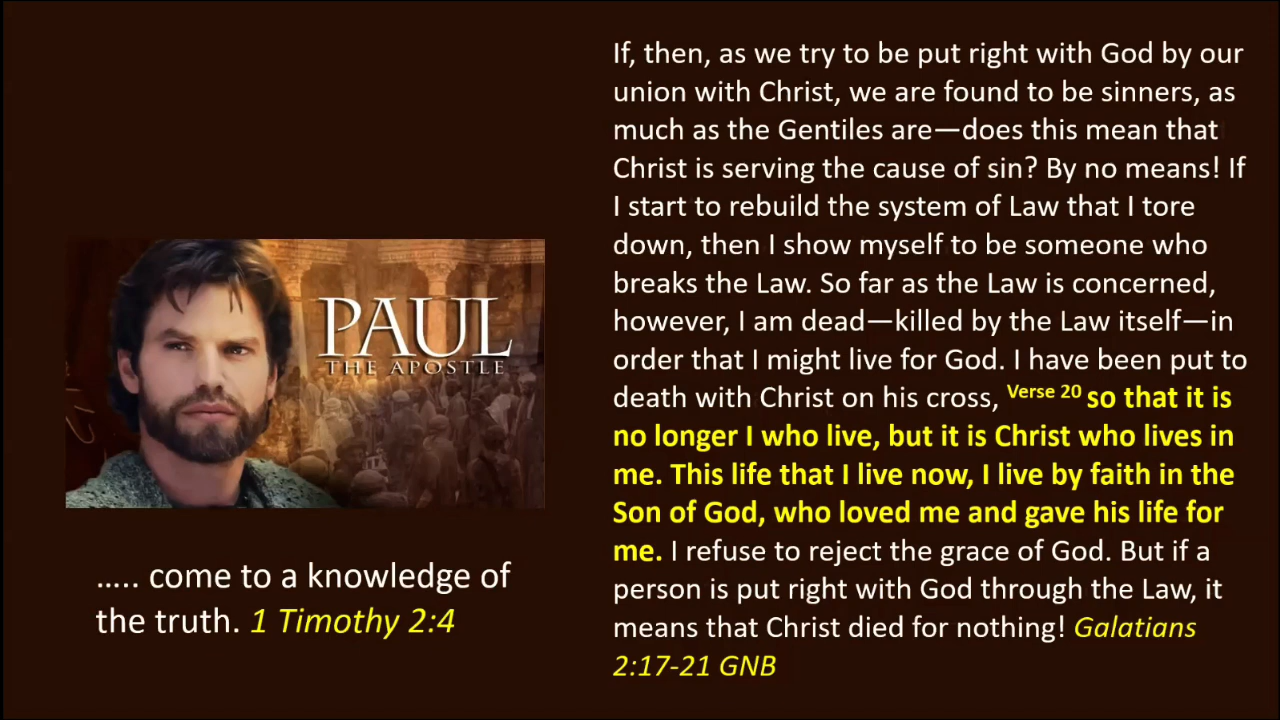 If, then, as we try to be put right with God by our
union with Christ, we are found to be sinners, as
much as the Gentiles are—does this mean that
Christ is serving the cause of sin? By no means! If
I start to rebuild the system of Law that I tore
down, then I show myself to be someone who
breaks the Law. So far as the Law is concerned,
however, I am dead—killed by the Law itself—in
order that I might live for God. I have been put to
death with Christ on his cross, Verse 20 so that it is
no longer I who live, but it is Christ who lives in
me. This life that I live now, I live by faith in the
Son of God, who loved me and gave his life for
me. I refuse to reject the grace of God. But if a
person is put right with God through the Law, it
means that Christ died for nothing! Galatians
2:17-21 GNB
PAUL
THE APOSTLE
….. come to a knowledge of
the truth. 1 Timothy 2:4